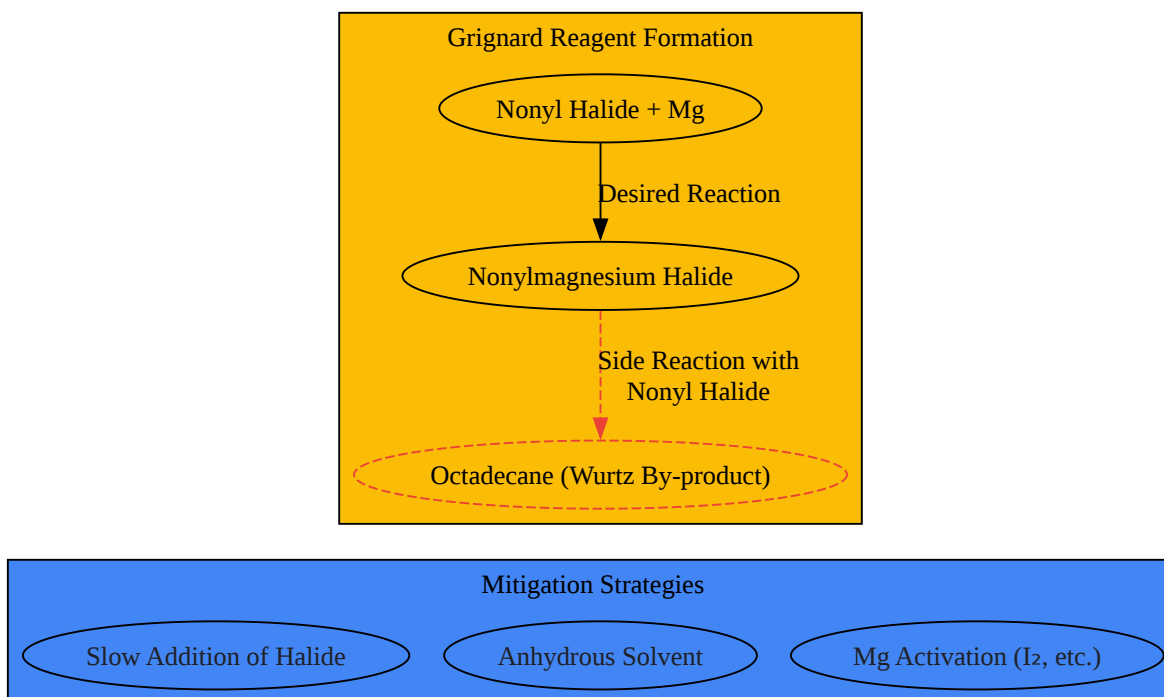 Grignard Reagent Formation
Nonyl Halide + Mg
Desired Reaction
Nonylmagnesium Halide
Side Reaction with
Nonyl Halide
Octadecane (Wurtz By-product)
Mitigation Strategies
Slow Addition of Halide
Anhydrous Solvent
Mg Activation (I₂, etc.)